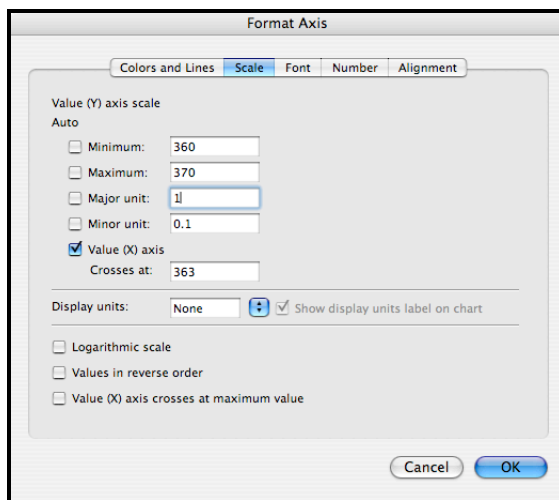 Format Axis
Colors and Lines Scale Font Number Alignment
Value (Y) axis scale
Auto
Minimum: 360
Maximum: 370
Major unit: 1
Minor unit: 0.1
Value (X) axis
Crosses at: 363
Display units: None Show display units label on chart
Logarithmic scale
Values in reverse order
Value (X) axis crosses at maximum value
Cancel OK